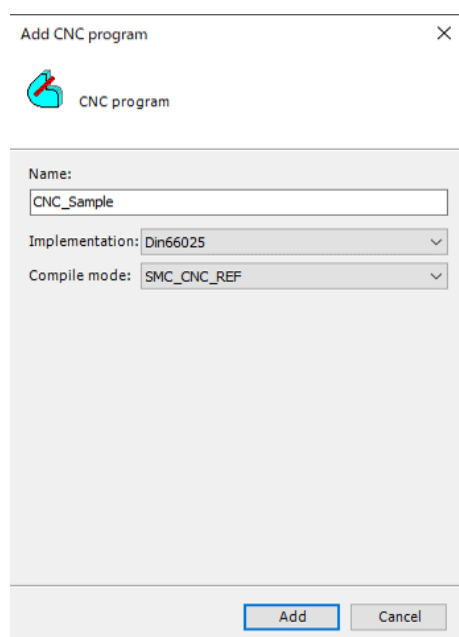 Add CNC program
CNC program
Name:
CNC_Sample
Implementation: Din66025
Compile mode: SMC_CNC_REF
Add Cancel